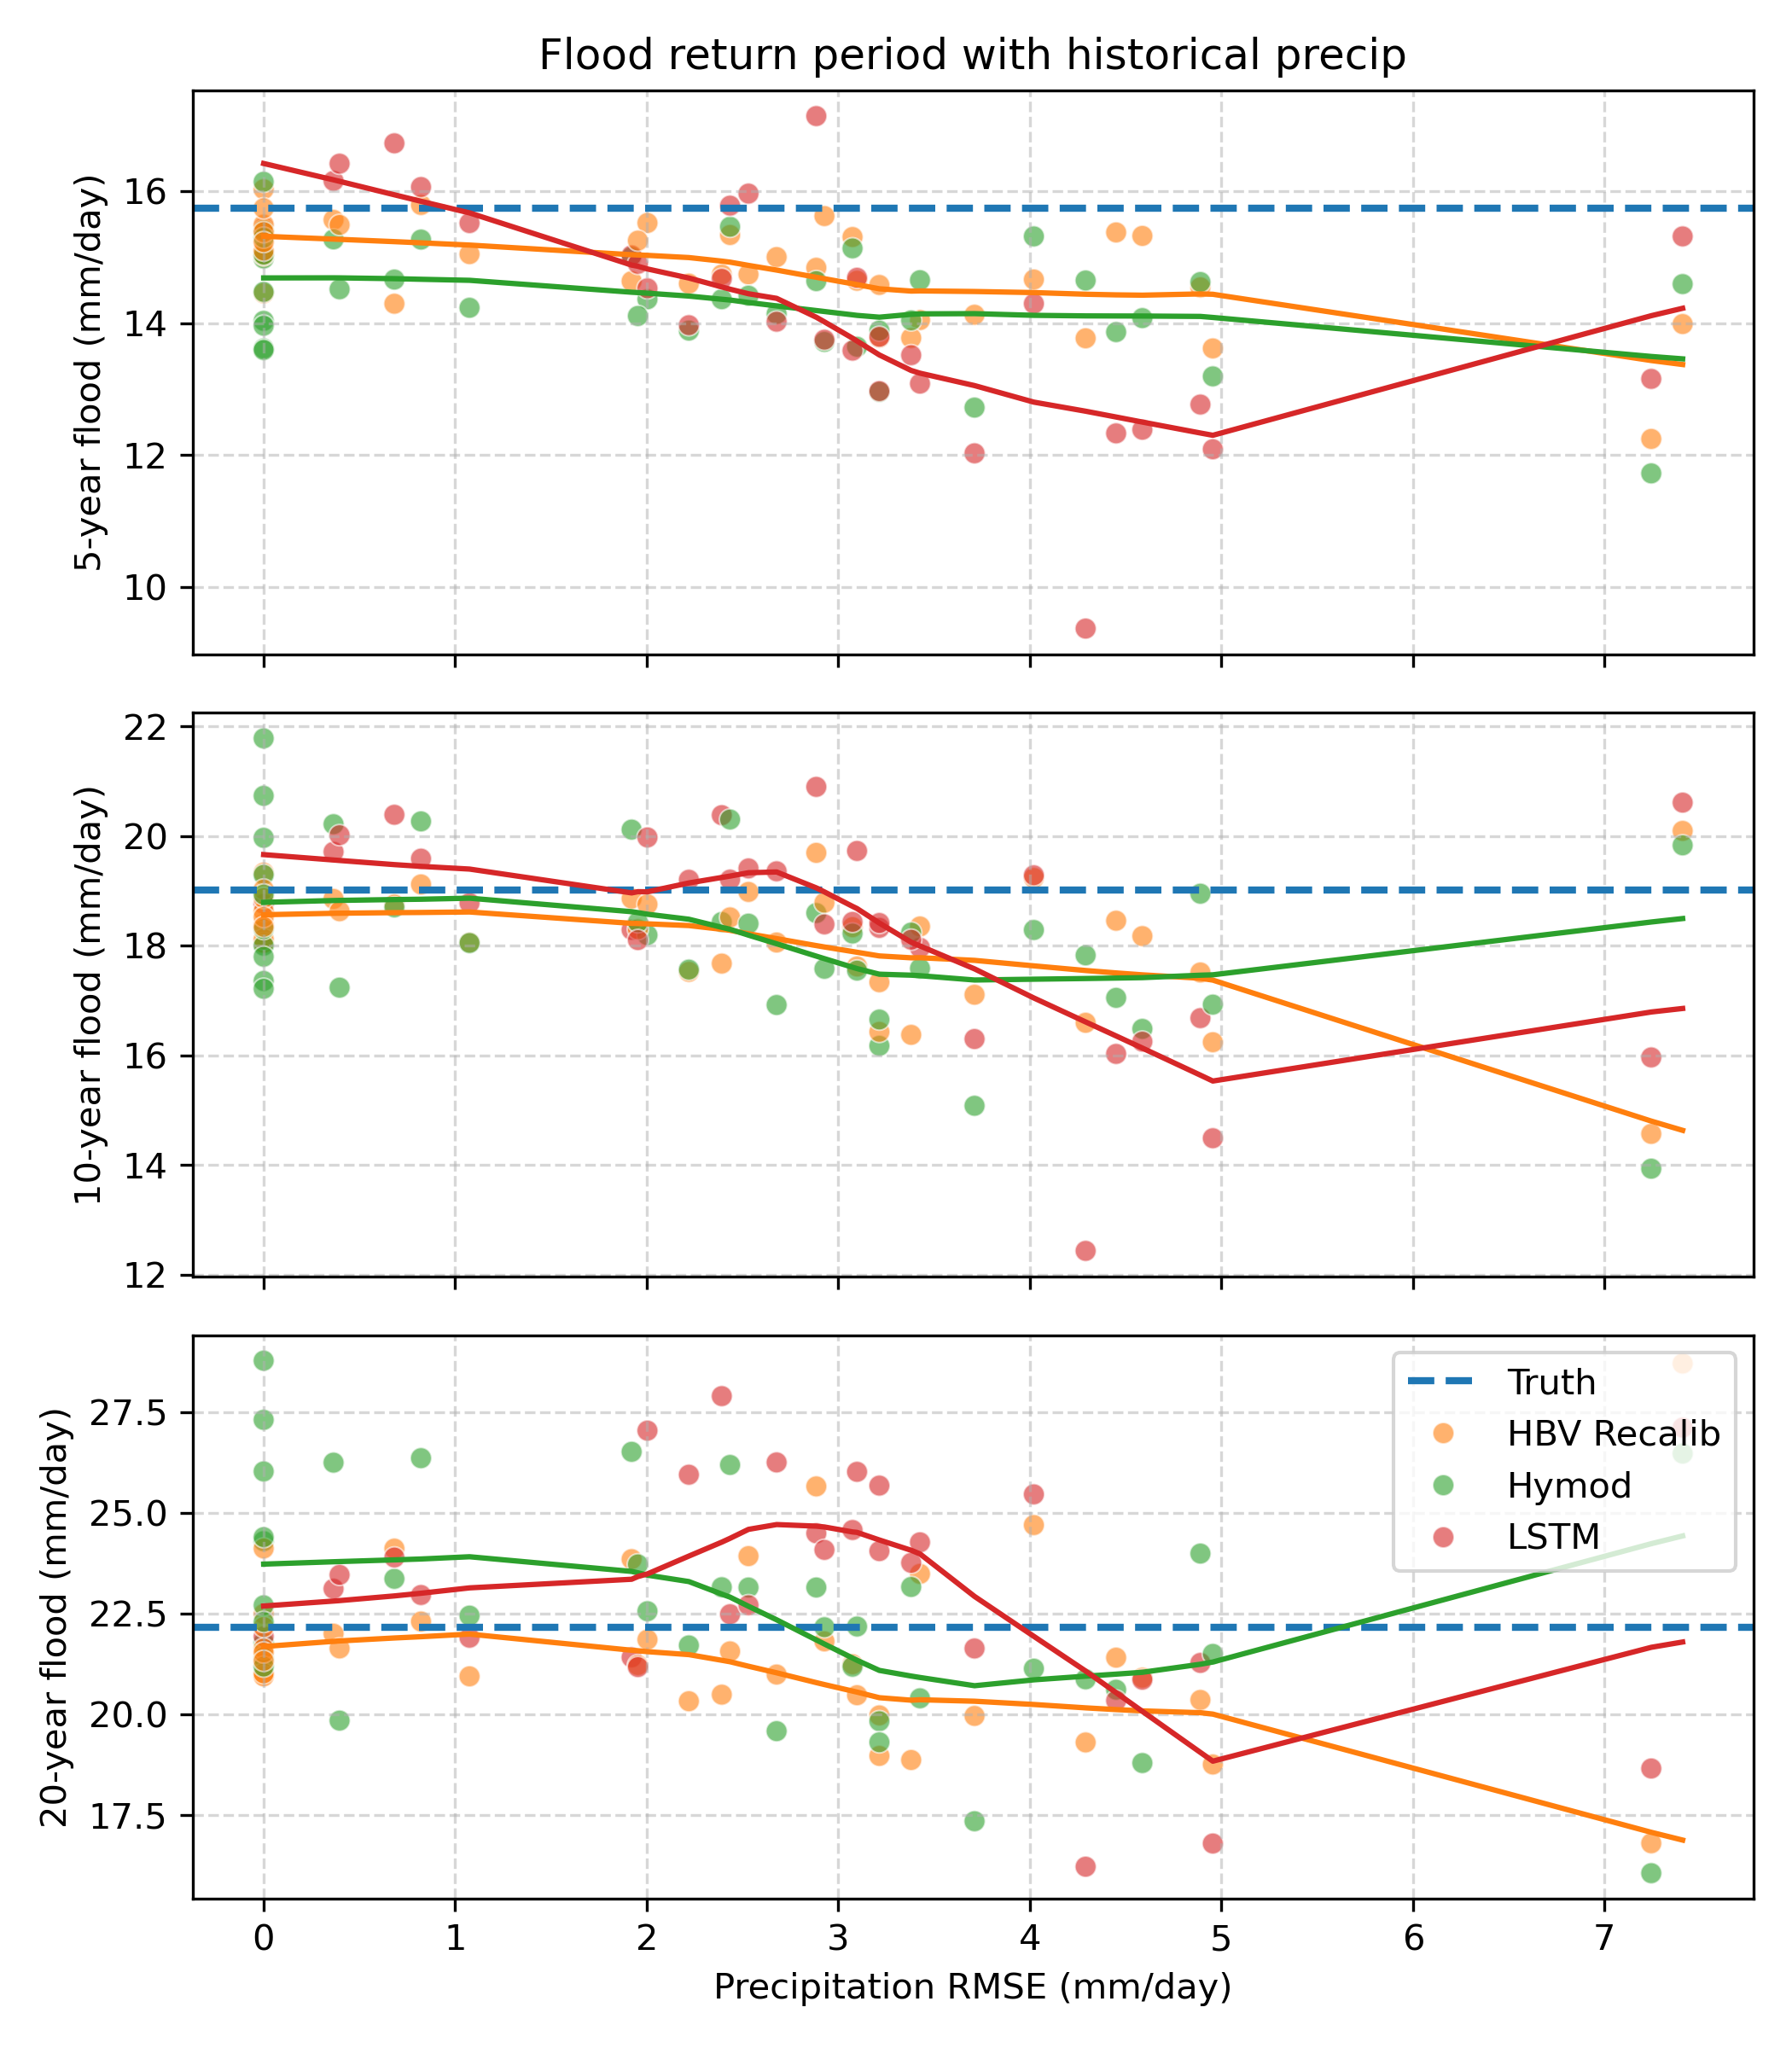 Flood return period with historical precip
5-year flood (mm/day)
16
14
12
10
10-year flood (mm/day)
22
20
18
16
14
12
20-year flood (mm/day)
27.5
25.0
22.5
20.0
17.5
Truth
HBV Recalib
Hymod
LSTM
0 1 2 3 4 5 6 7
Precipitation RMSE (mm/day)